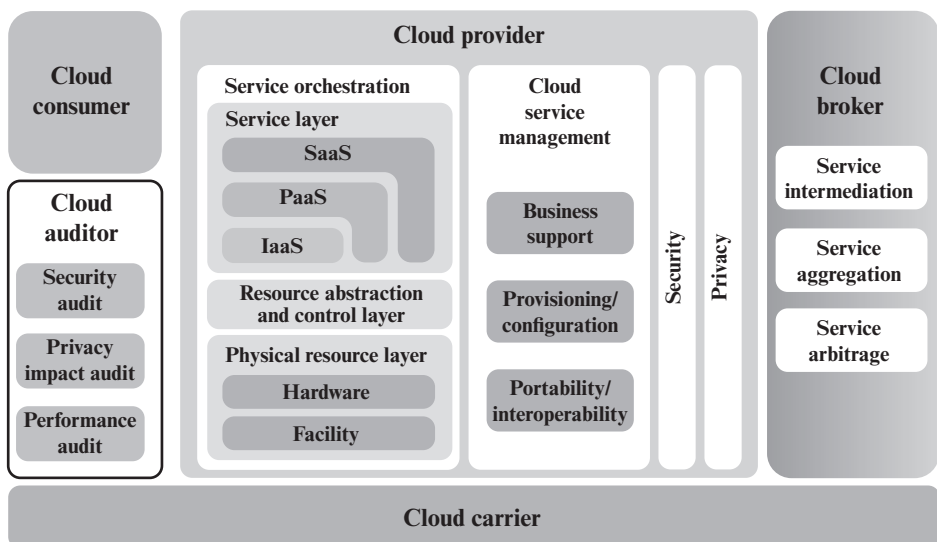 Cloud
consumer
Cloud
auditor
Security
audit
Privacy
impact audit
Performance
audit
Cloud provider
Service orchestration
Service layer
SaaS
PaaS
IaaS
Resource abstraction
and control layer
Physical resource layer
Hardware
Facility
Cloud
service
management
Business
support
Provisioning/
configuration
Portability/
interoperability
Security
Privacy
Cloud
broker
Service
intermediation
Service
aggregation
Service
arbitrage
Cloud carrier